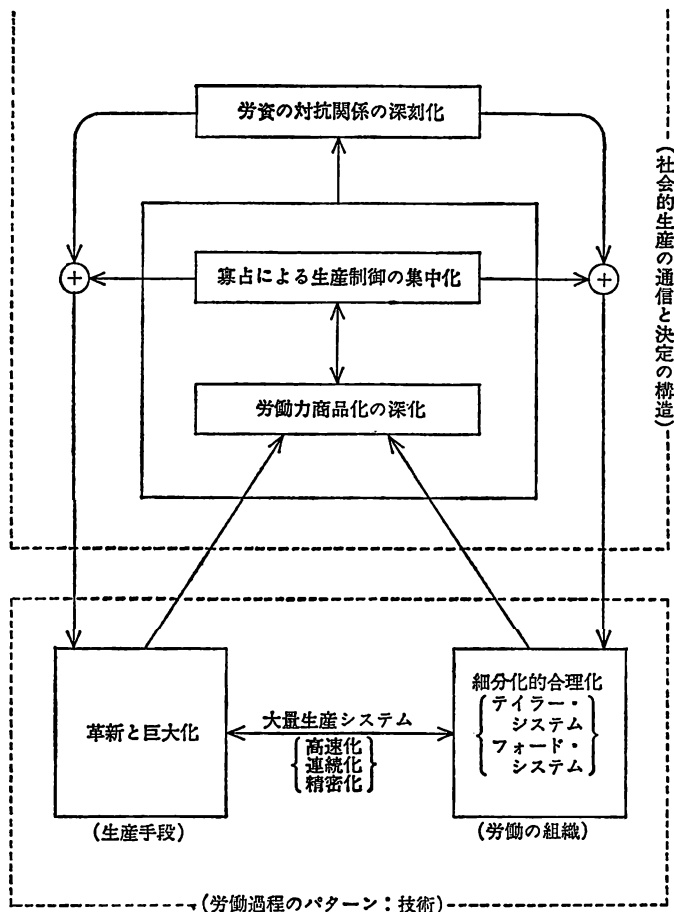 労資の対抗関係の深刻化
+
寡占による生産制御の集中化
+
労働力商品化の深化
(社会的生産の通信と決定の構造)
革新と巨大化
(生産手段)
大量生産システム
高速化
連続化
精密化
細分化的合理化
テイラー・
システム
フォード・
システム
(労働の組織)
(労働過程のパターン:技術)